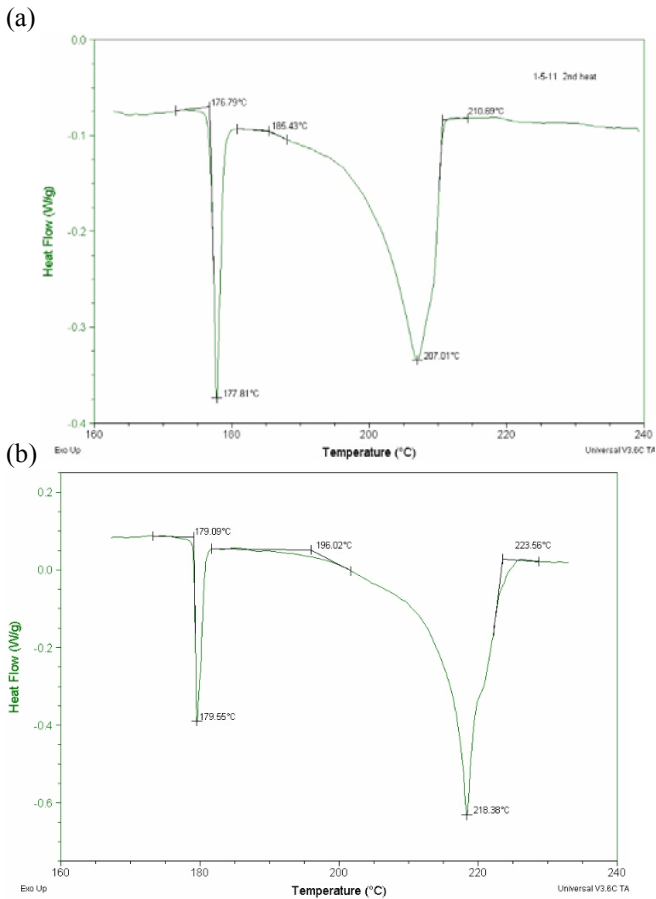 (a)
0.0
-0.1
-0.2
-0.3
-0.4
Heat Flow (W/g)
1-5-11 2nd heat
176.79°C
185.43°C
210.69°C
177.81°C
207.01°C
160
180
200
220
240
Exo Up
Temperature (°C)
Universal V3.6C TA
(b)
0.2
0.0
-0.2
-0.4
-0.6
Heat Flow (W/g)
179.09°C
196.02°C
223.56°C
179.55°C
218.38°C
160
180
200
220
240
Exo Up
Temperature (°C)
Universal V3.6C TA